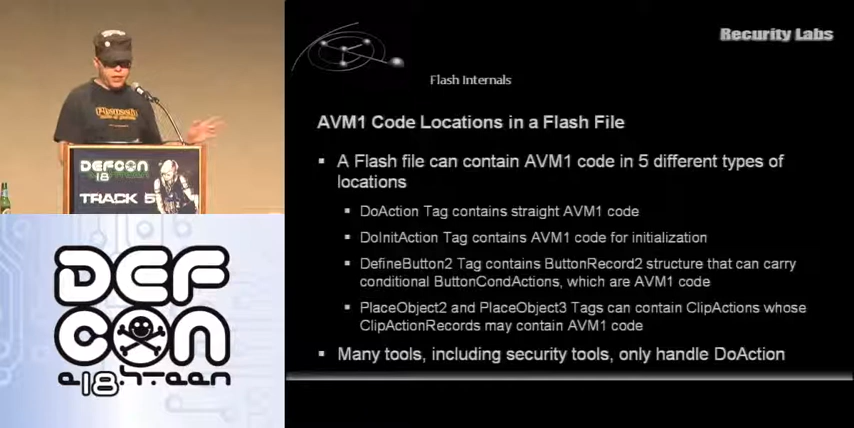 Recurity Labs
Flash Internals
AVM1 Code Locations in a Flash File
A Flash file can contain AVM1 code in 5 different types of
locations
DoAction Tag contains straight AVM1 code
DoInitAction Tag contains AVM1 code for initialization
DefineButton2 Tag contains ButtonRecord2 structure that can carry
conditional ButtonCondActions, which are AVM1 code
PlaceObject2 and PlaceObject3 Tags can contain ClipActions whose
ClipActionRecords may contain AVM1 code
Many tools, including security tools, only handle DoAction
DEFCON
18
TRACK 5
DEF
CON
e18hteen